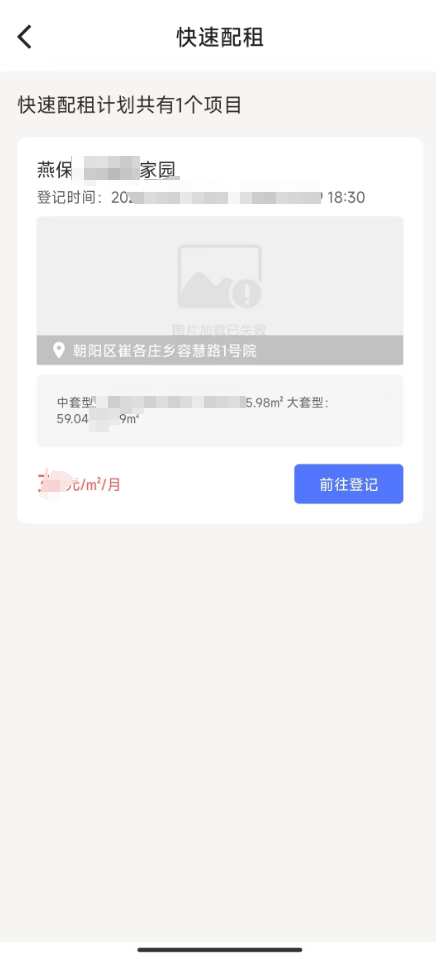 快速配租
快速配租计划共有1个项目
燕保 家园
登记时间：20 18:30
图片加载已失败
朝阳区崔各庄乡容慧路1号院
中套型 5.98㎡ 大套型：
59.04 9㎡
元/㎡/月
前往登记